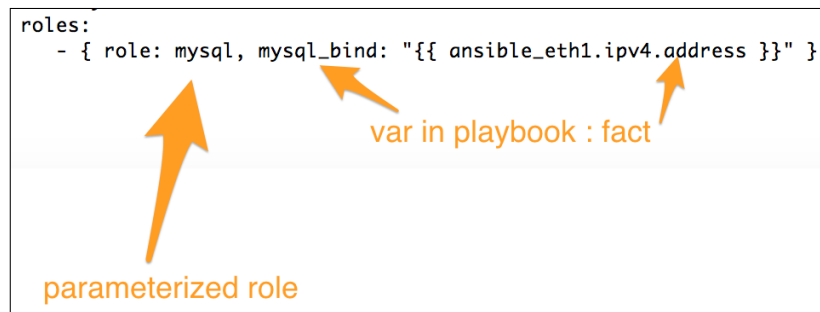 roles:
- { role: mysql, mysql_bind: "{{ ansible_eth1.ipv4.address }}" }
var in playbook : fact
parameterized role